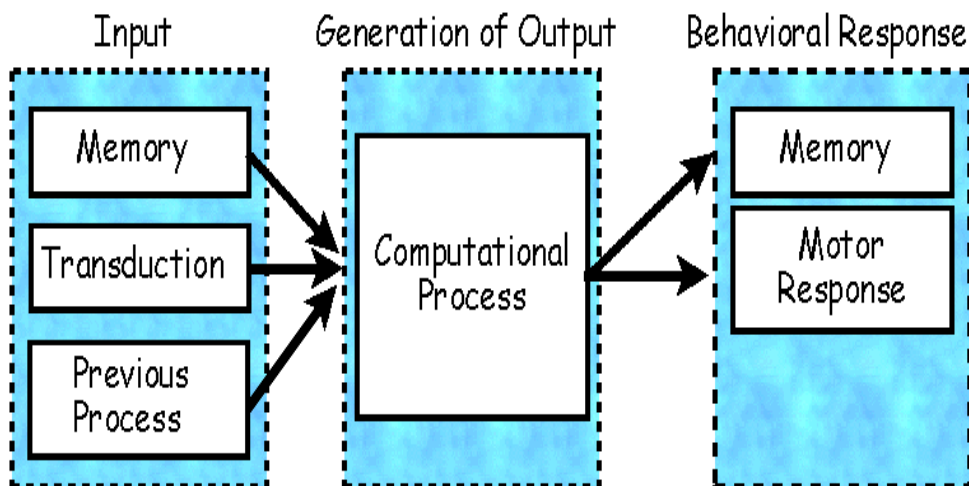 Input
Generation of Output
Behavioral Response
Memory
Transduction
Previous
Process
Computational
Process
Memory
Motor
Response